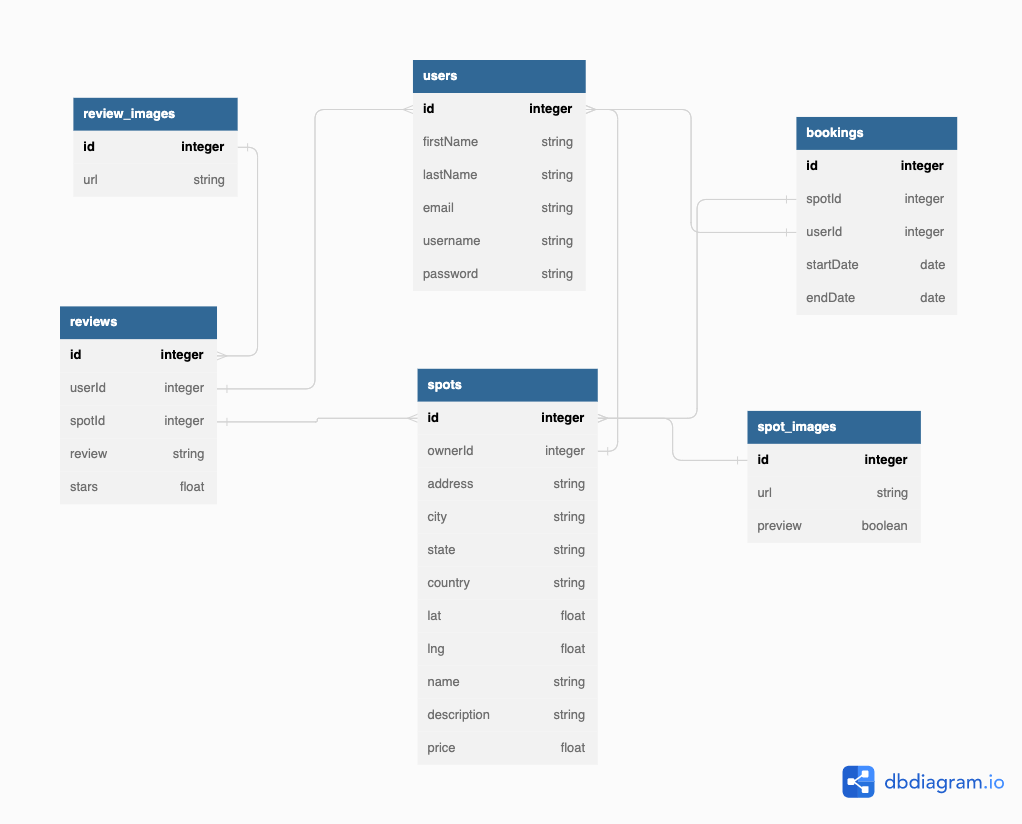 review_images
id integer
url string
reviews
id integer
userId integer
spotId integer
review string
stars float
users
id integer
firstName string
lastName string
email string
username string
password string
spots
id integer
ownerId integer
address string
city string
state string
country string
lat float
lng float
name string
description string
price float
bookings
id integer
spotId integer
userId integer
startDate date
endDate date
spot_images
id integer
url string
preview boolean
dbdiagram.io